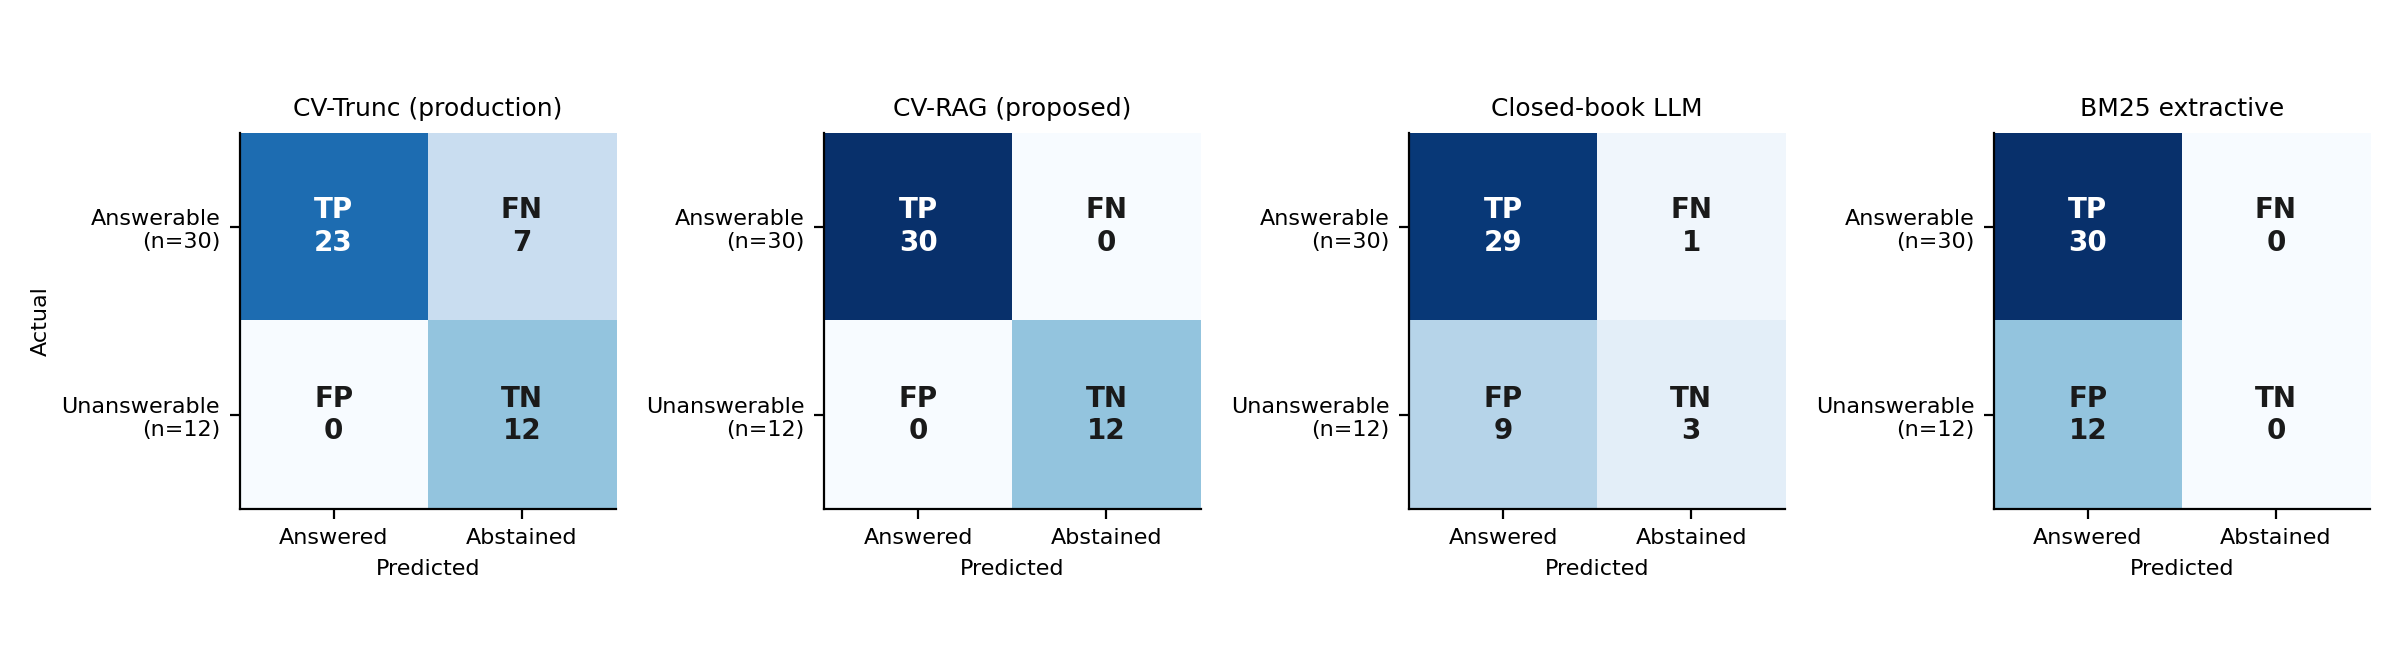 CV-Trunc (production)
Actual
Answerable
(n=30)
Unanswerable
(n=12)
TP
23
FN
7
FP
0
TN
12
Answered
Abstained
Predicted
CV-RAG (proposed)
Answerable
(n=30)
Unanswerable
(n=12)
TP
30
FN
0
FP
0
TN
12
Answered
Abstained
Predicted
Closed-book LLM
Answerable
(n=30)
Unanswerable
(n=12)
TP
29
FN
1
FP
9
TN
3
Answered
Abstained
Predicted
BM25 extractive
Answerable
(n=30)
Unanswerable
(n=12)
TP
30
FN
0
FP
12
TN
0
Answered
Abstained
Predicted